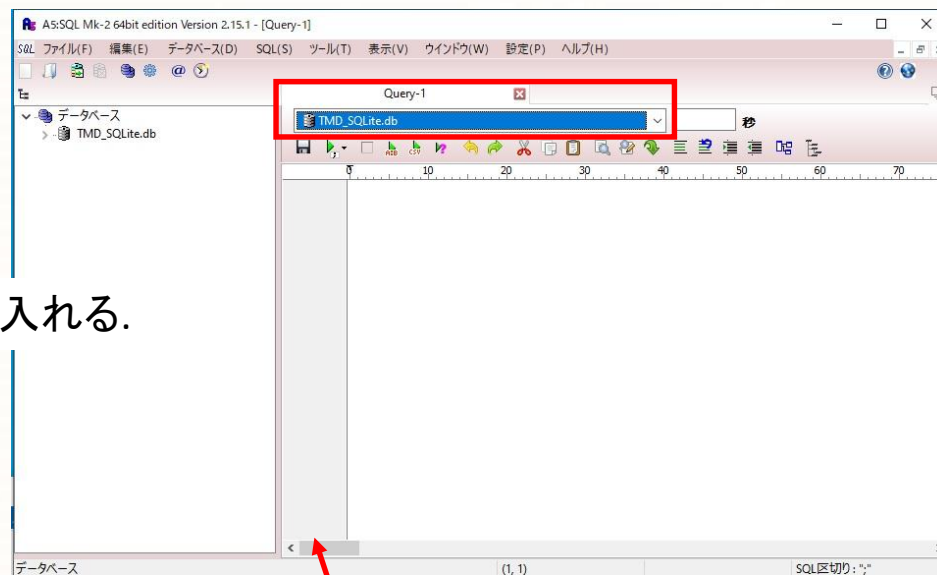 A5:SQL Mk-2 64bit edition Version 2.15.1 - [Query-1]
SQL ファイル(F) 編集(E) データベース(D) SQL(S) ツール(T) 表示(V) ウインドウ(W) 設定(P) ヘルプ(H)
Query-1
データベース
TMD_SQLite.db
TMD_SQLite.db
秒
0 10 20 30 40 50 60 70
入れる.
データベース (1, 1) SQL区切り : ";"